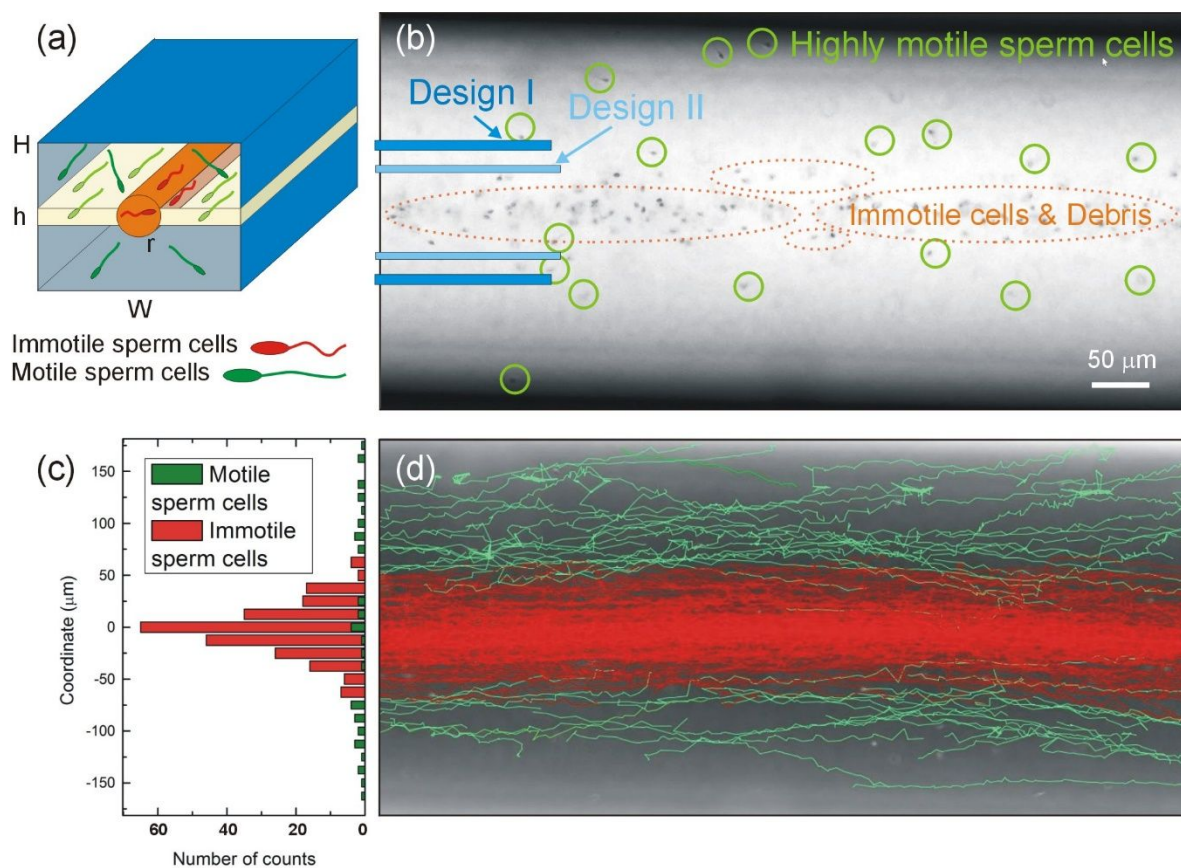 (a)
H
h
r
W
Immotile sperm cells
Motile sperm cells
(b)
Highly motile sperm cells
Design I
Design II
Immotile cells & Debris
50 μm
(c)
Motile
sperm cells
Immotile
sperm cells
Coordinate (μm)
150
100
50
0
-50
-100
-150
60 40 20 0
Number of counts
(d)